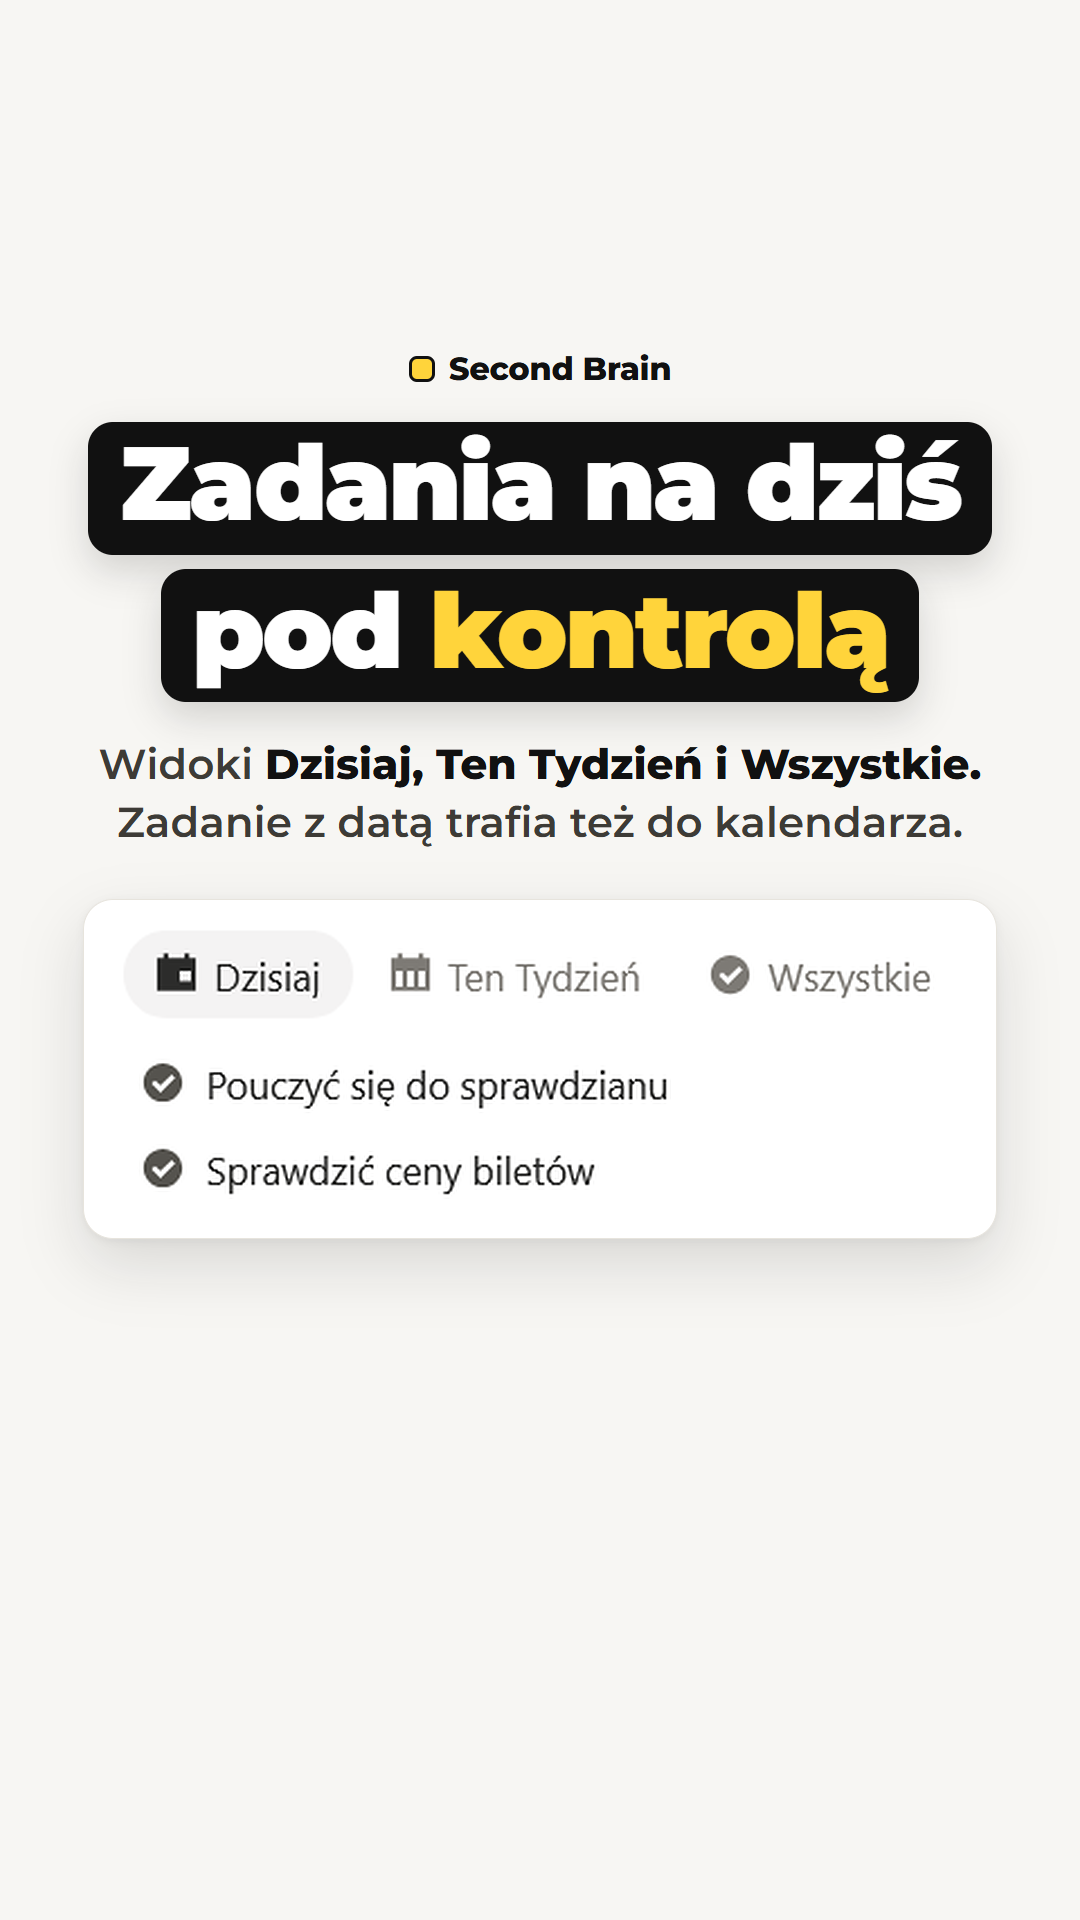 Second Brain
Zadania na dziś
pod kontrolą
Widoki Dzisiaj, Ten Tydzień i Wszystkie.
Zadanie z datą trafia też do kalendarza.
Dzisiaj Ten Tydzień Wszystkie
Pouczyć się do sprawdzianu
Sprawdzić ceny biletów